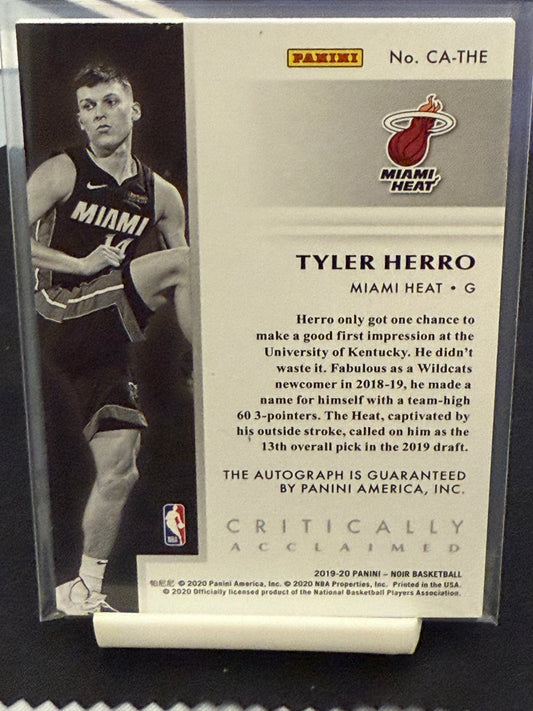 PANINI
No. CA-THE
MIAMI
HEAT
MIAMI
14
TYLER HERRO
MIAMI HEAT • G
Herro only got one chance to
make a good first impression at the
University of Kentucky. He didn't
waste it. Fabulous as a Wildcats
newcomer in 2018-19, he made a
name for himself with a team-high
60 3-pointers. The Heat, captivated by
his outside stroke, called on him as the
13th overall pick in the 2019 draft.
THE AUTOGRAPH IS GUARANTEED
BY PANINI AMERICA, INC.
CRITICALLY
ACCLAIMED
NBA
2019-20 PANINI – NOIR BASKETBALL
© 2020 Panini America, Inc. © 2020 NBA Properties, Inc. Printed in the USA.
© 2020 Officially licensed product of the National Basketball Players Association.